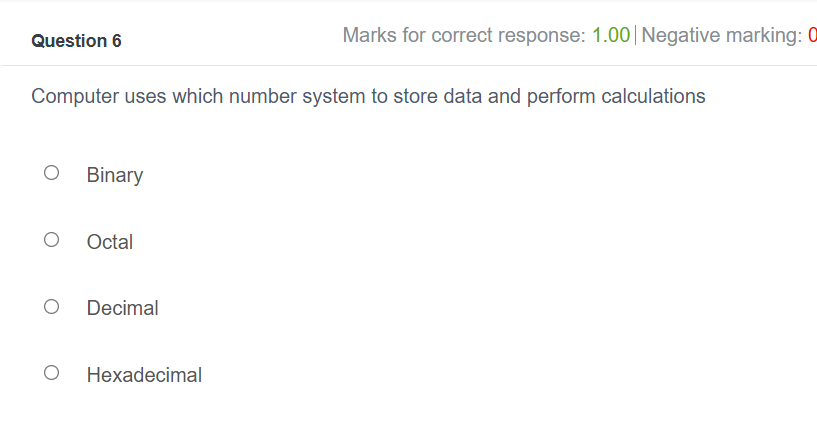 Question 6
Marks for correct response: 1.00| Negative marking: 0
Computer uses which number system to store data and perform calculations
Binary
Octal
Decimal
Hexadecimal